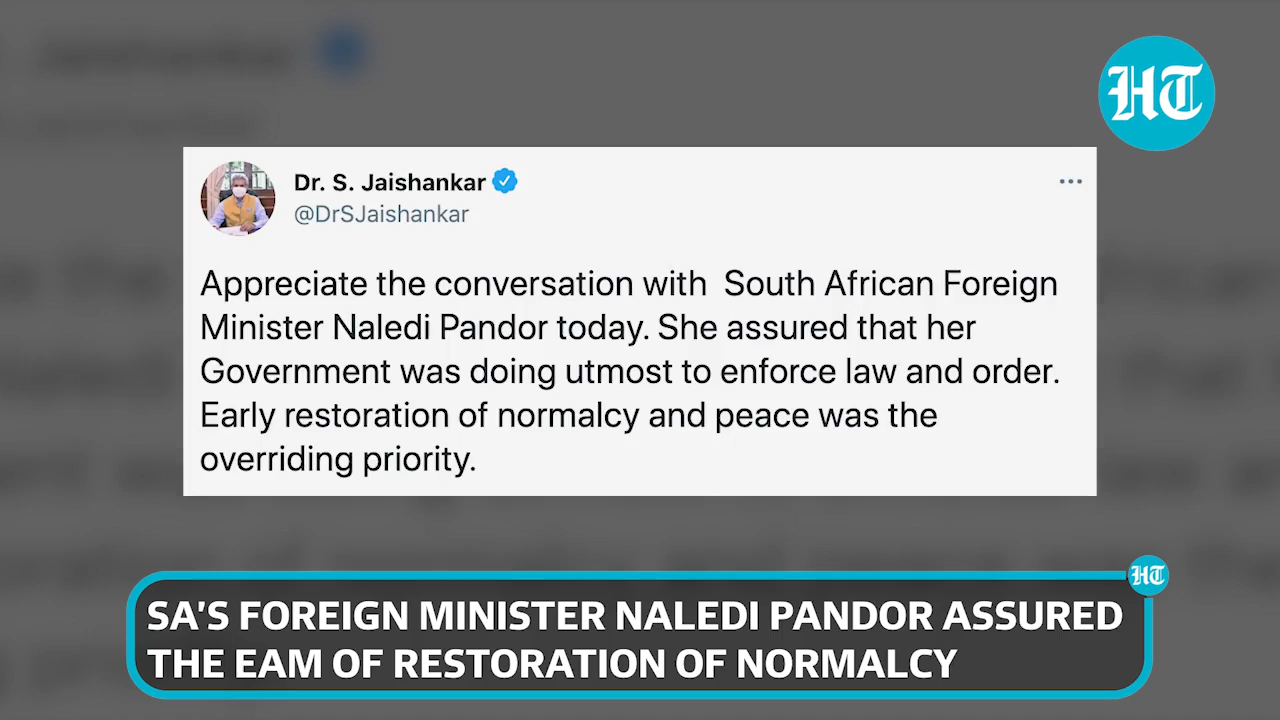 HT
Dr. S. Jaishankar
@DrSJaishankar
Appreciate the conversation with South African Foreign
Minister Naledi Pandor today. She assured that her
Government was doing utmost to enforce law and order.
Early restoration of normalcy and peace was the
overriding priority.
HT
SA'S FOREIGN MINISTER NALEDI PANDOR ASSURED
THE EAM OF RESTORATION OF NORMALCY